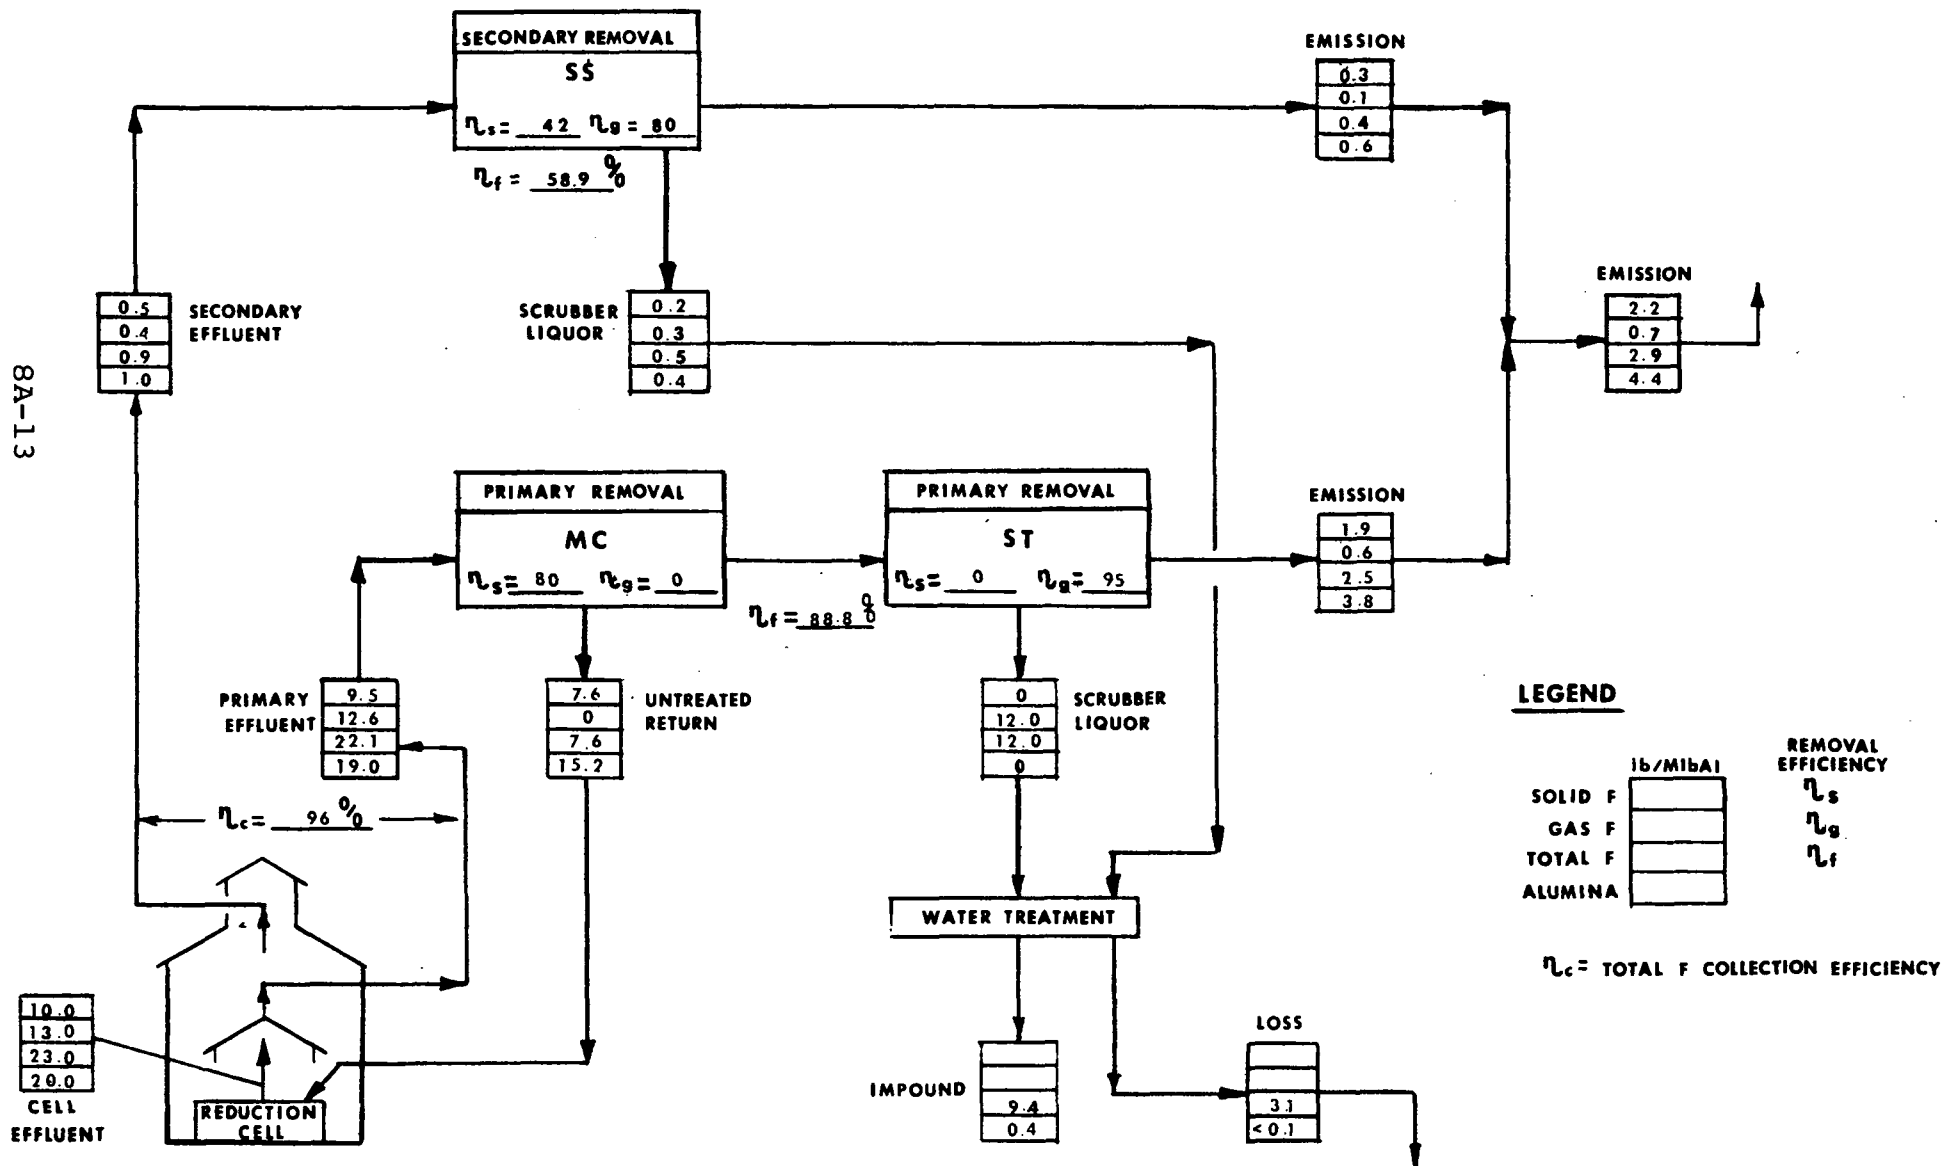 SECONDARY REMOVAL
SS
ηs= 42 ηg= 80
ηf = 58.9 %
EMISSION
0.3
0.1
0.4
0.6
0.5
0.4
0.9
1.0
SECONDARY
EFFLUENT
SCRUBBER
LIQUOR
0.2
0.3
0.5
0.4
EMISSION
2.2
0.7
2.9
4.4
8A-13
PRIMARY REMOVAL
MC
ηs= 80 ηg= 0
ηf= 88.8 %
PRIMARY REMOVAL
ST
ηs= 0 ηg= 95
EMISSION
1.9
0.6
2.5
3.8
PRIMARY
EFFLUENT
9.5
12.6
22.1
19.0
7.6
0
7.6
15.2
UNTREATED
RETURN
0
12.0
12.0
0
SCRUBBER
LIQUOR
ηc= 96 %
WATER TREATMENT
10.0
13.0
23.0
20.0
CELL
EFFLUENT
REDUCTION
CELL
IMPOUND
9.4
0.4
LOSS
3.1
<0.1
LEGEND
lb/MlbAl
REMOVAL
EFFICIENCY
SOLID F ηs
GAS F ηg
TOTAL F ηf
ALUMINA
ηc= TOTAL F COLLECTION EFFICIENCY